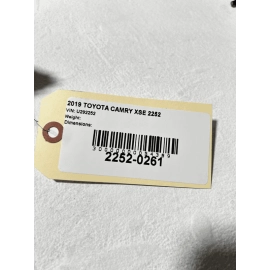 2019 TOYOTA CAMRY XSE 2252
VIN: U292252
Weight:
Dimensions:
2252-0261